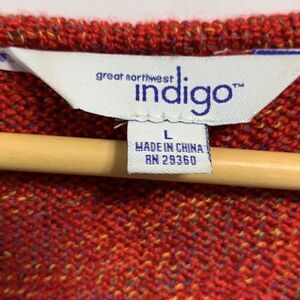 great northwest
indigo™
L
MADE IN CHINA
RN 29360